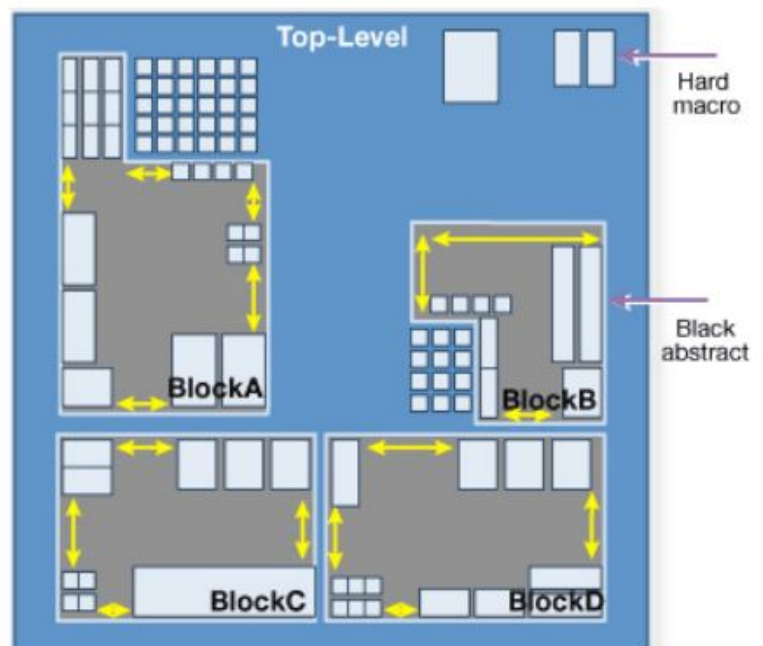 Top-Level
Hard
macro
Black
abstract
BlockA
BlockB
BlockC
BlockD